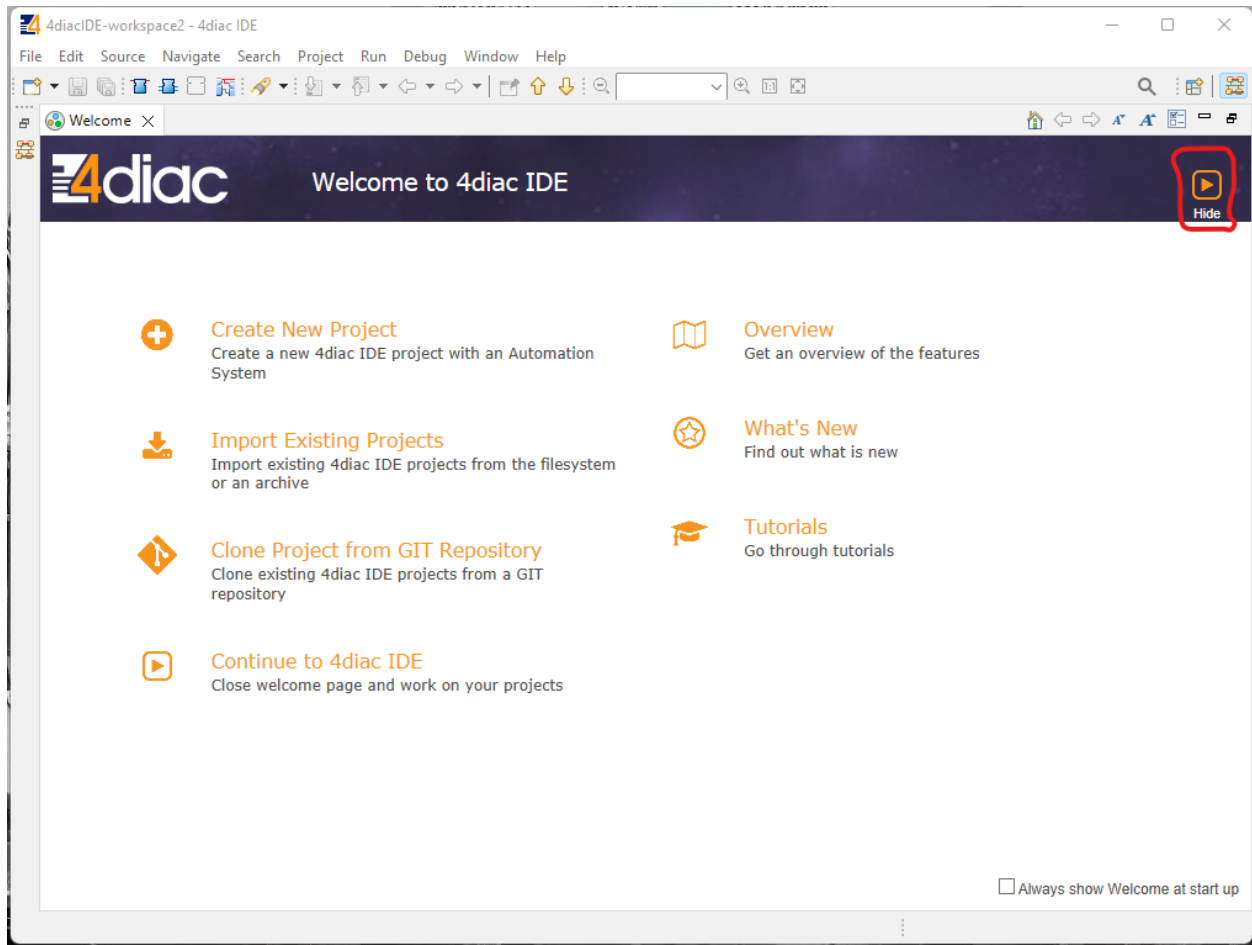 4diacIDE-workspace2 - 4diac IDE
File Edit Source Navigate Search Project Run Debug Window Help
1:1
Welcome
4diac
Welcome to 4diac IDE
Hide
Create New Project
Create a new 4diac IDE project with an Automation
System
Import Existing Projects
Import existing 4diac IDE projects from the filesystem
or an archive
Clone Project from GIT Repository
Clone existing 4diac IDE projects from a GIT
repository
Continue to 4diac IDE
Close welcome page and work on your projects
Overview
Get an overview of the features
What's New
Find out what is new
Tutorials
Go through tutorials
Always show Welcome at start up